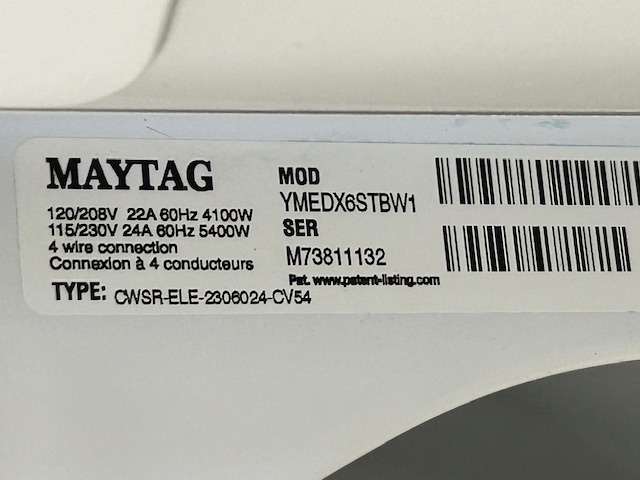 MAYTAG
120/208V 22A 60Hz 4100W
115/230V 24A 60Hz 5400W
4 wire connection
Connexion à 4 conducteurs
TYPE: CWSR-ELE-2306024-CV54
MOD
YMEDX6STBW1
SER
M73811132
Pat. www.patent-listing.com